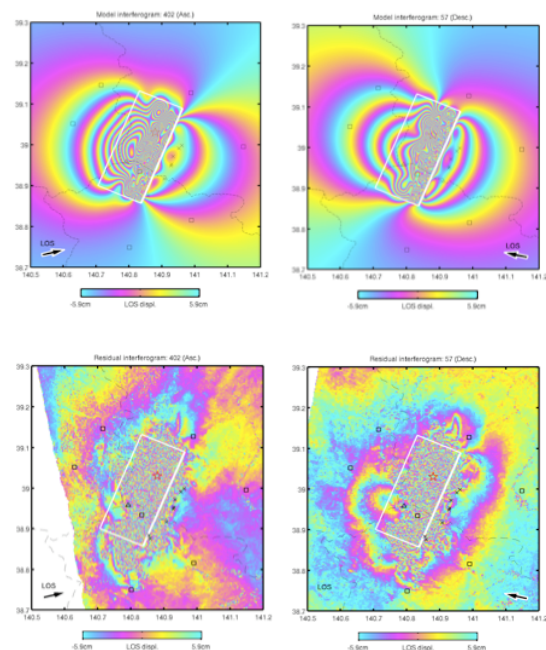 Model interferogram: 402 (Asc.)
Model interferogram: 57 (Desc.)
39.3
39.2
39.1
39
38.9
38.8
38.7
LOS
140.5 140.6 140.7 140.8 140.9 141 141.1 141.2
39.3
39.2
39.1
39
38.9
38.8
38.7
LOS
140.5 140.6 140.7 140.8 140.9 141 141.1 141.2
-5.9cm LOS displ. 5.9cm
-5.9cm LOS displ. 5.9cm
Residual interferogram: 402 (Asc.)
Residual interferogram: 57 (Desc.)
39.3
39.2
39.1
39
38.9
38.8
38.7
LOS
140.5 140.6 140.7 140.8 140.9 141 141.1 141.2
39.3
39.2
39.1
39
38.9
38.8
38.7
LOS
140.5 140.6 140.7 140.8 140.9 141 141.1 141.2
-5.9cm LOS displ. 5.9cm
-5.9cm LOS displ. 5.9cm